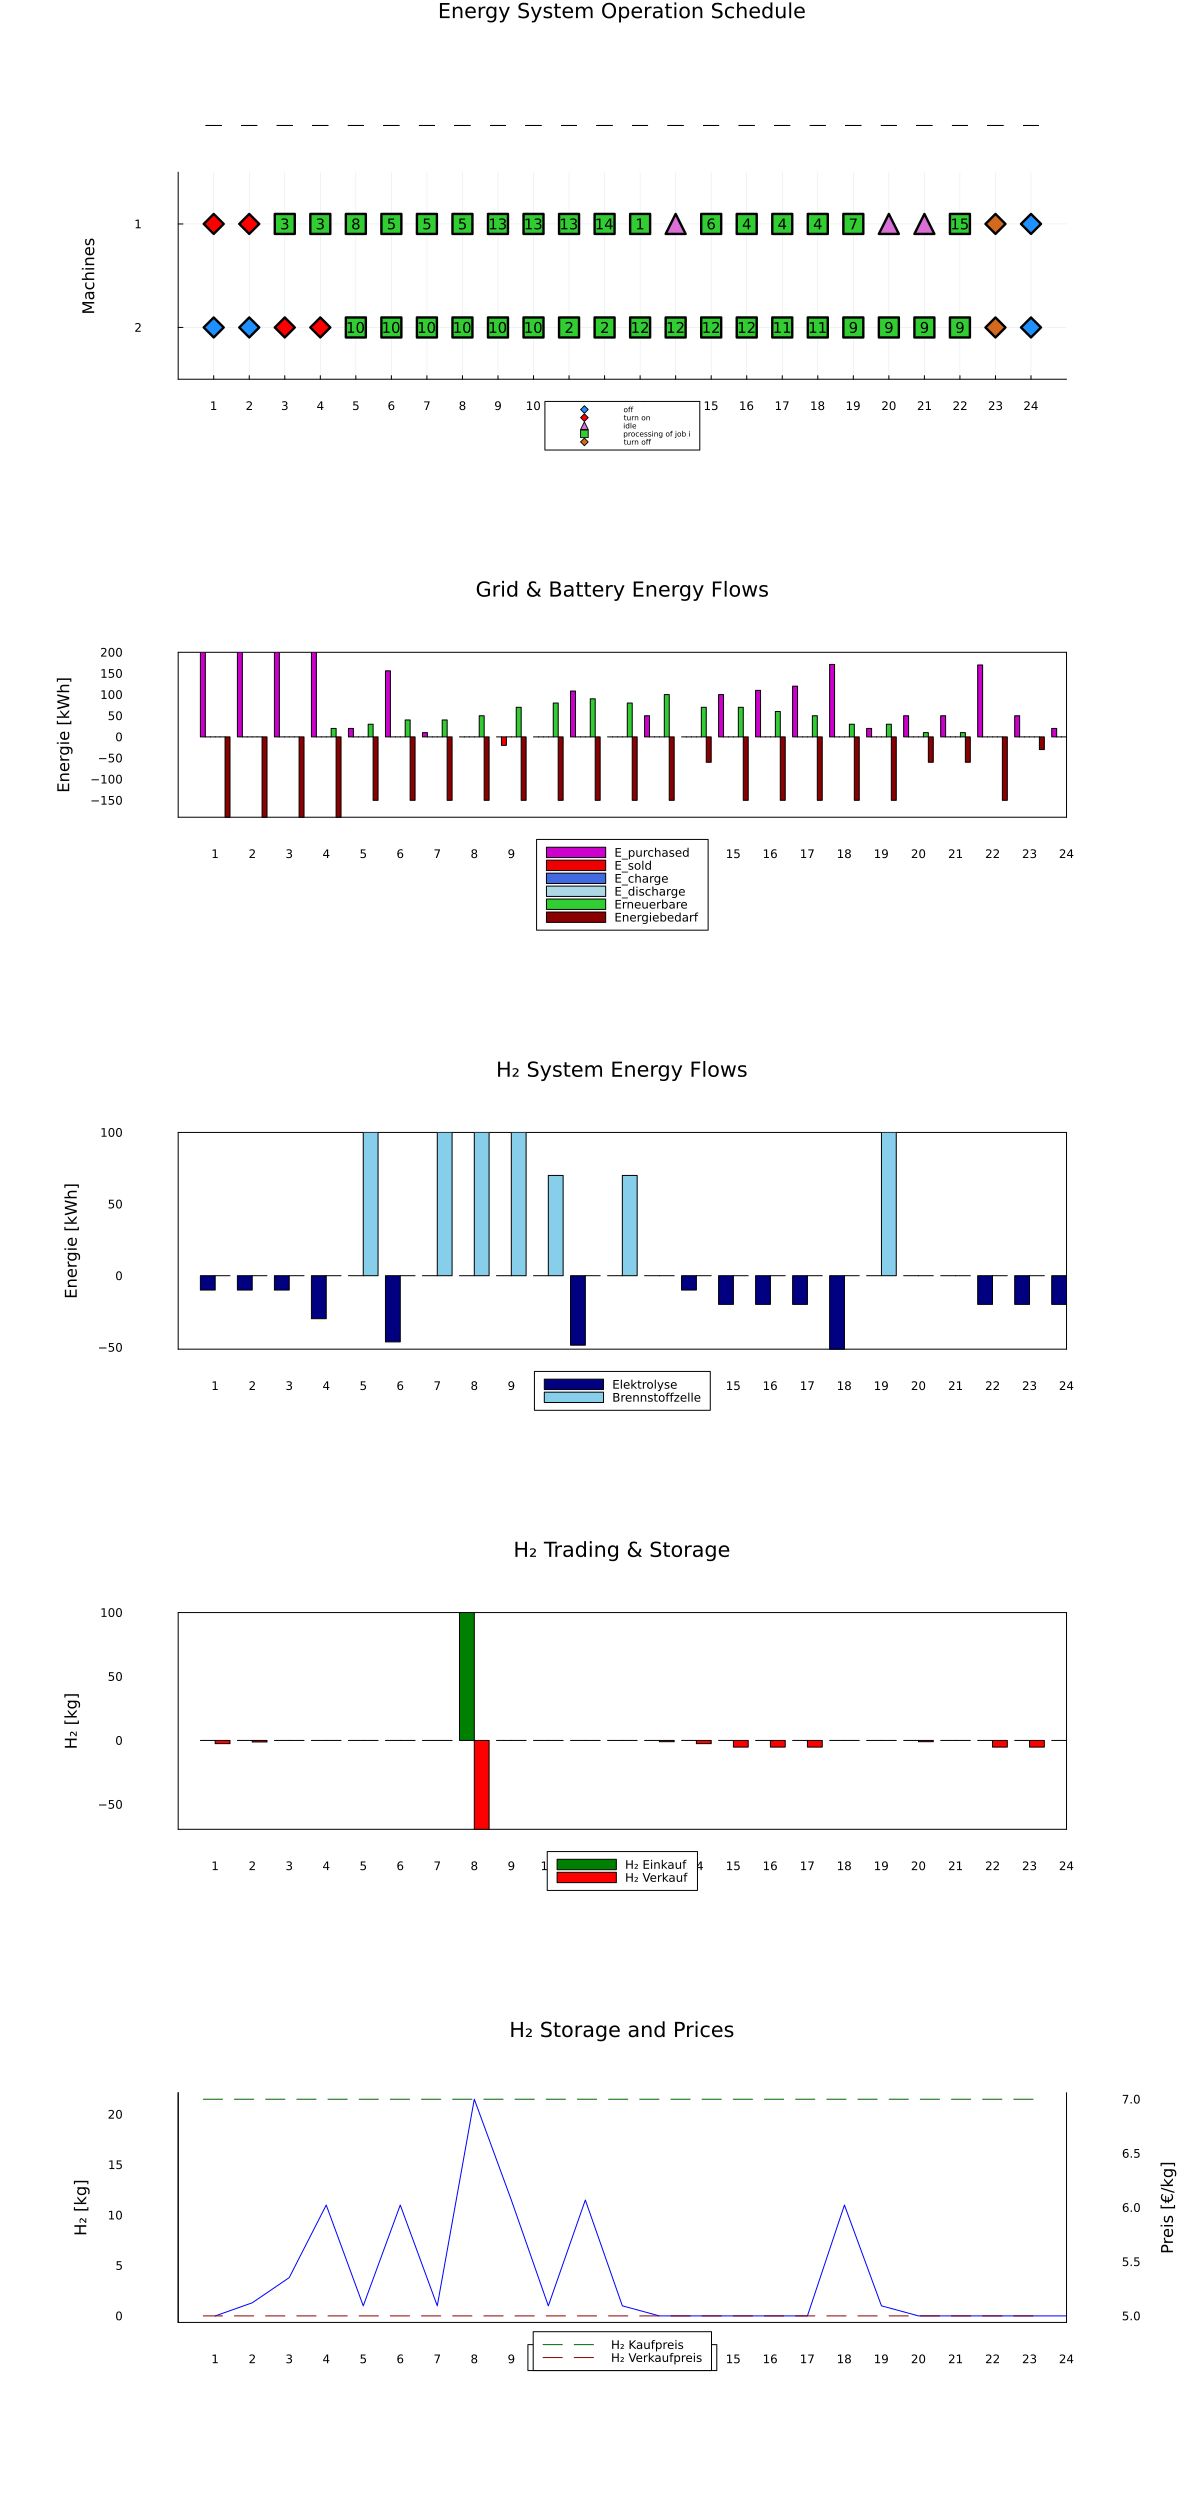 Energy System Operation Schedule
Machines
1
3 3 8 5 5 5 13 13 13 14 1 6 4 4 4 7 15
2
10 10 10 10 10 10 2 2 12 12 12 12 11 11 9 9 9 9
1 2 3 4 5 6 7 8 9 10 15 16 17 18 19 20 21 22 23 24
off
turn on
idle
processing of job i
turn off
Grid & Battery Energy Flows
Energie [kWh]
200
150
100
50
0
−50
−100
−150
1 2 3 4 5 6 7 8 9 15 16 17 18 19 20 21 22 23 24
E_purchased
E_sold
E_charge
E_discharge
Erneuerbare
Energiebedarf
H₂ System Energy Flows
Energie [kWh]
100
50
0
−50
1 2 3 4 5 6 7 8 9 15 16 17 18 19 20 21 22 23 24
Elektrolyse
Brennstoffzelle
H₂ Trading & Storage
H₂ [kg]
100
50
0
−50
1 2 3 4 5 6 7 8 9 1 4 15 16 17 18 19 20 21 22 23 24
H₂ Einkauf
H₂ Verkauf
H₂ Storage and Prices
H₂ [kg]
20
15
10
5
0
7.0
6.5
6.0
5.5
5.0
Preis [€/kg]
1 2 3 4 5 6 7 8 9 15 16 17 18 19 20 21 22 23 24
H₂ Kaufpreis
H₂ Verkaufpreis